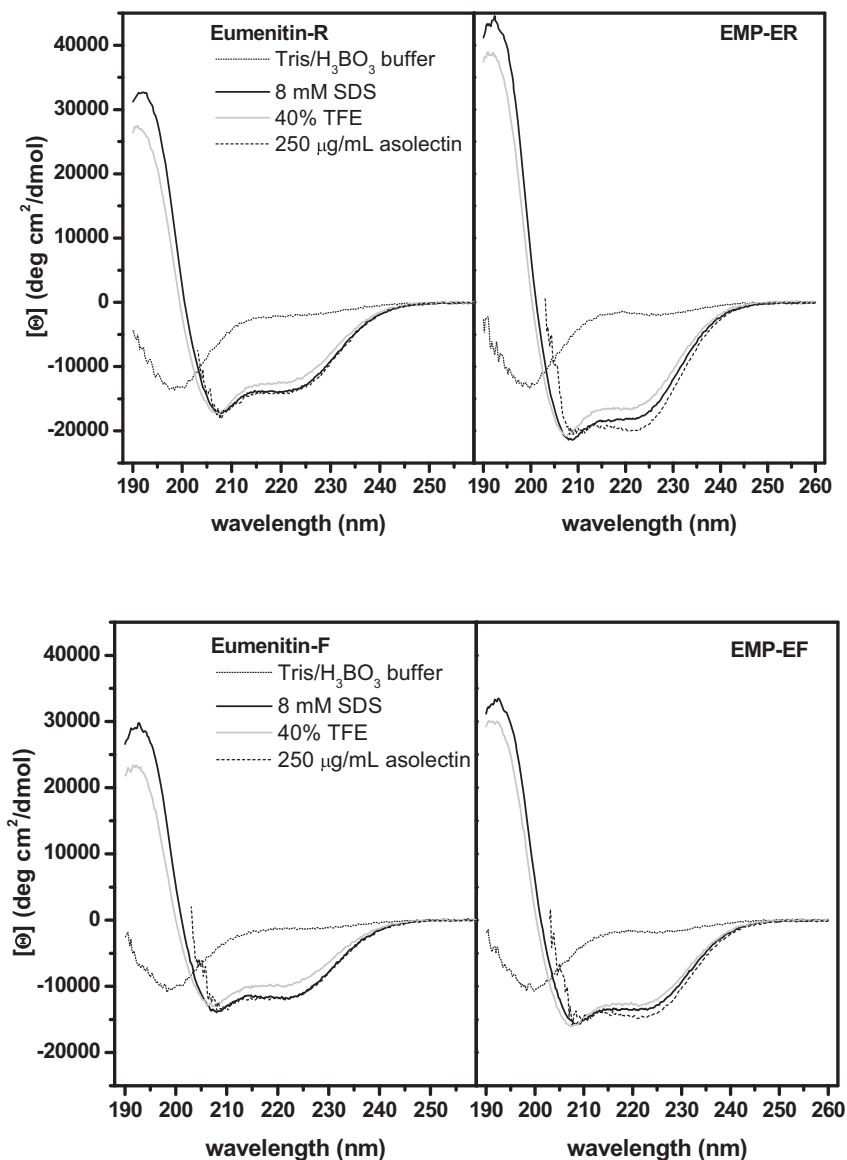 Eumenitin-R
Tris/H₃BO₃ buffer
8 mM SDS
40% TFE
250 μg/mL asolectin
EMP-ER
40000
30000
20000
10000
0
-10000
-20000
[Θ] (deg cm²/dmol)
190 200 210 220 230 240 250
wavelength (nm)
190 200 210 220 230 240 250 260
wavelength (nm)
Eumenitin-F
Tris/H₃BO₃ buffer
8 mM SDS
40% TFE
250 μg/mL asolectin
EMP-EF
40000
30000
20000
10000
0
-10000
-20000
[Θ] (deg cm²/dmol)
190 200 210 220 230 240 250
wavelength (nm)
190 200 210 220 230 240 250 260
wavelength (nm)